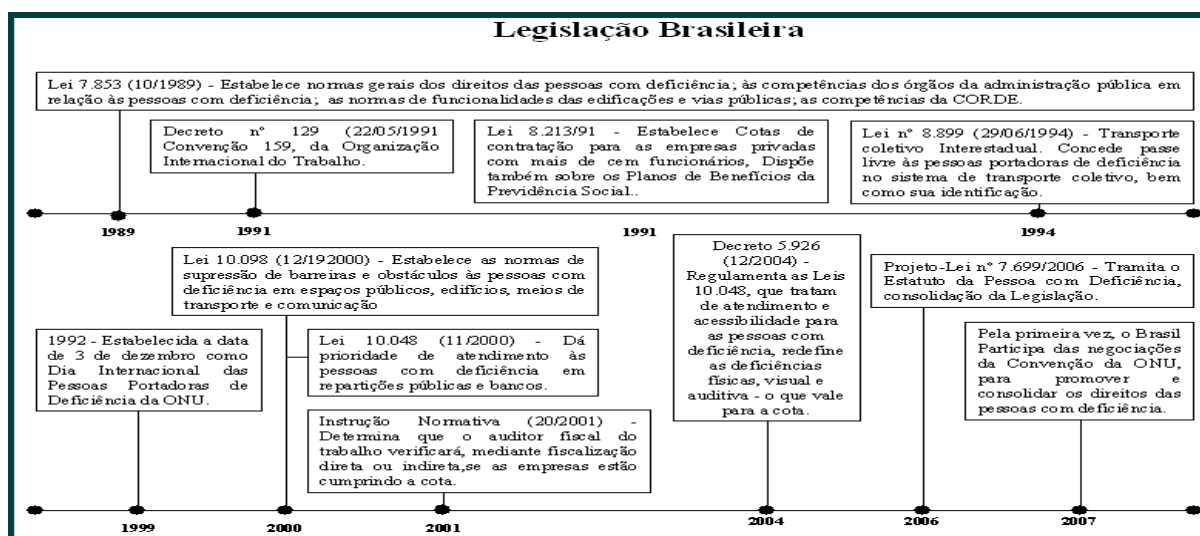 Legislação Brasileira
Lei 7.853 (10/1989) - Estabelece normas gerais dos direitos das pessoas com deficiência; às competências dos órgãos da administração pública em
relação às pessoas com deficiência; as normas de funcionalidades das edificações e vias públicas; as competências da CORDE.
Decreto nº 129 (22/05/1991
Convenção 159, da Organização
Internacional do Trabalho.
Lei 8.213/91 - Estabelece Cotas de
contratação para as empresas privadas
com mais de cem funcionários, Dispõe
também sobre os Planos de Benefícios da
Previdência Social..
Lei nº 8.899 (29/06/1994) - Transporte
coletivo Interestadual. Concede passe
livre às pessoas portadoras de deficiência
no sistema de transporte coletivo, bem
como sua identificação.
1989
1991
1991
1994
Lei 10.098 (12/192000) - Estabelece as normas de
supressão de barreiras e obstáculos às pessoas com
deficiência em espaços públicos, edifícios, meios de
transporte e comunicação
1992 - Estabelecida a data
de 3 de dezembro como
Dia Internacional das
Pessoas Portadoras de
Deficiência da ONU.
Lei 10.048 (11/2000) - Dá
prioridade de atendimento às
pessoas com deficiência em
repartições públicas e bancos.
Instrução Normativa (20/2001) -
Determina que o auditor fiscal do
trabalho verificará, mediante fiscalização
direta ou indireta,se as empresas estão
cumprindo a cota.
Decreto 5.926
(12/2004) -
Regulamenta as Leis
10.048, que tratam
de atendimento e
acessibilidade para
as pessoas com
deficiência, redefine
as deficiências
físicas, visual e
auditiva - o que vale
para a cota.
Projeto-Lei nº 7.699/2006 - Tramita o
Estatuto da Pessoa com Deficiência,
consolidação da Legislação.
Pela primeira vez, o Brasil
Participa das negociações
da Convenção da ONU,
para promover e
consolidar os direitos das
pessoas com deficiência.
1999
2000
2001
2004
2006
2007